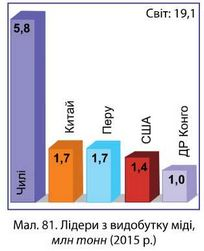 Світ: 19,1
5,8
Чилі
Китай
1,7
Перу
1,7
США
1,4
ДР Конго
1,0
Мал. 81. Лідери з видобутку міді,
млн тонн (2015 р.)